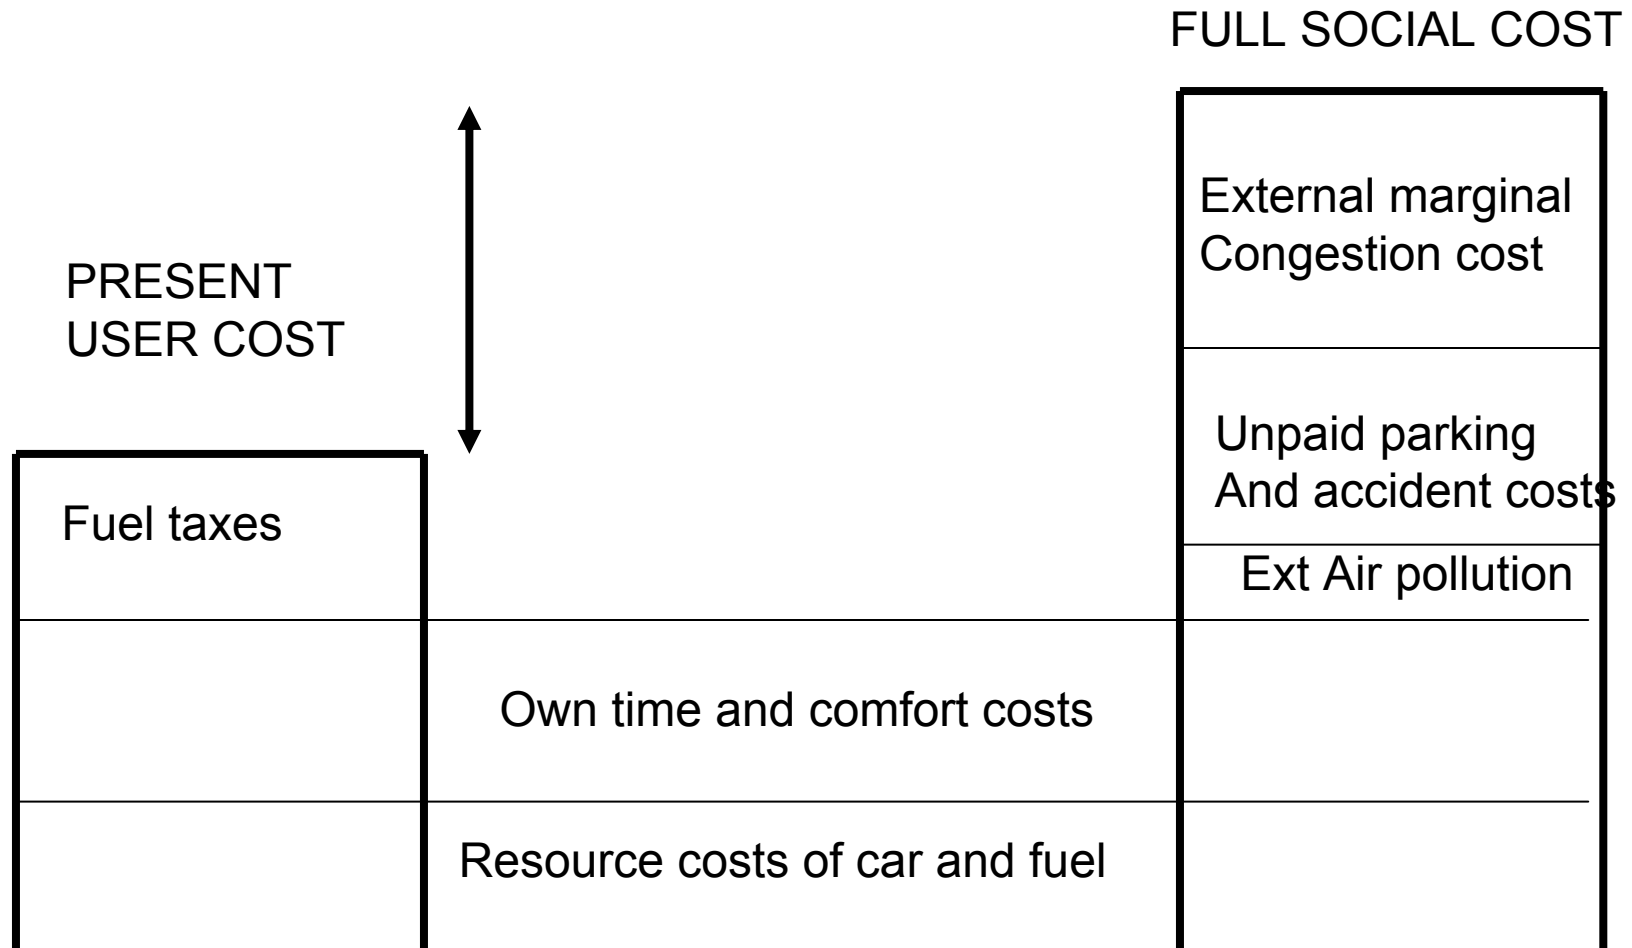 FULL SOCIAL COST
External marginal
Congestion cost
PRESENT
USER COST
Unpaid parking
And accident costs
Fuel taxes
Ext Air pollution
Own time and comfort costs
Resource costs of car and fuel